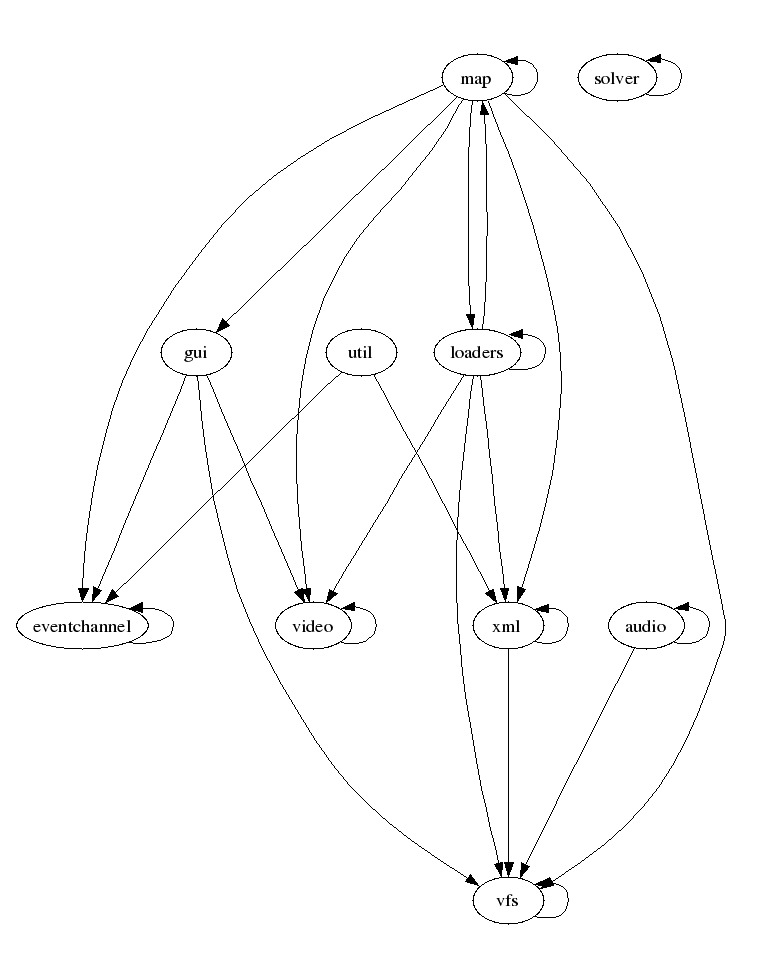 map
solver
gui
util
loaders
eventchannel
video
xml
audio
vfs